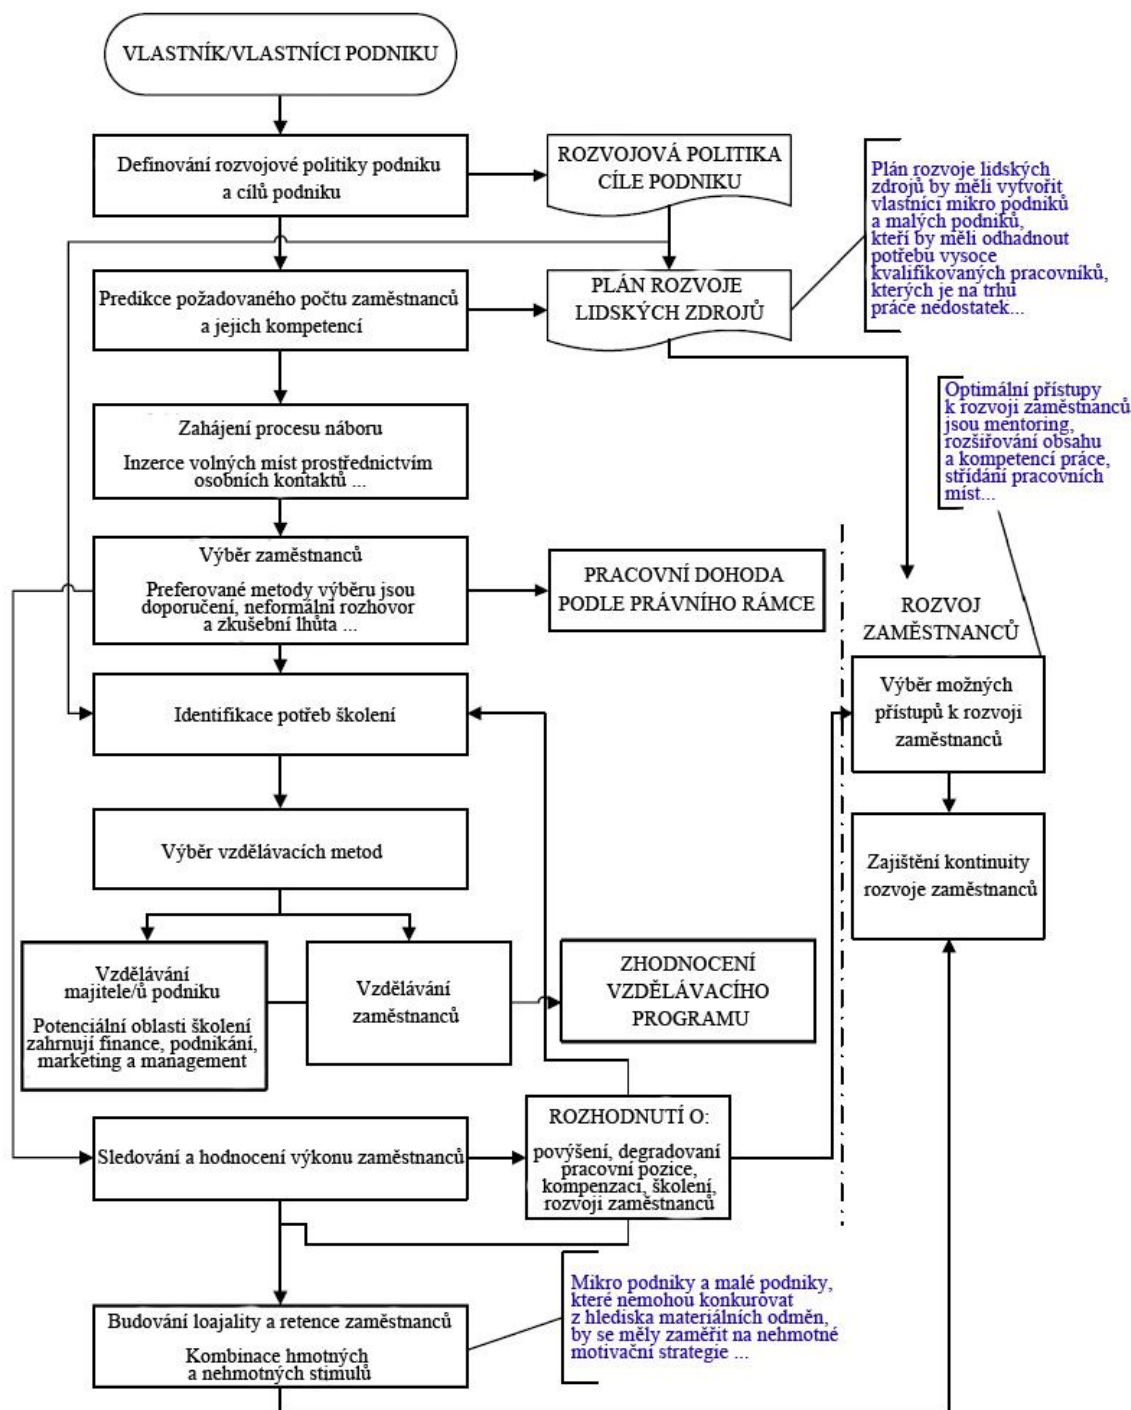 VLASTNÍK/VLASTNÍCI PODNIKU
Definování rozvojové politiky podniku
a cílů podniku
ROZVOJOVÁ POLITIKA
CÍLE PODNIKU
Plán rozvoje lidských
zdrojů by měli vytvořit
vlastníci mikro podniků
a malých podniků,
kteří by měli odhadnout
potřebu vysoce
kvalifikovaných pracovníků,
kterých je na trhu
práce nedostatek...
Predikce požadovaného počtu zaměstnanců
a jejich kompetencí
PLÁN ROZVOJE
LIDSKÝCH ZDROJŮ
Optimální přístupy
k rozvoji zaměstnanců
jsou mentoring,
rozšiřování obsahu
a kompetencí práce,
střídání pracovních
míst...
Zahájení procesu náboru
Inzerce volných míst prostřednictvím
osobních kontaktů ...
Výběr zaměstnanců
Preferované metody výběru jsou
doporučení, neformální rozhovor
a zkušební lhůta ...
PRACOVNÍ DOHODA
PODLE PRÁVNÍHO RÁMCE
ROZVOJ
ZAMĚSTNANCŮ
Výběr možných
přístupů k rozvoji
zaměstnanců
Identifikace potřeb školení
Výběr vzdělávacích metod
Zajištění kontinuity
rozvoje zaměstnanců
Vzdělávání
majitele/ů podniku
Potenciální oblasti školení
zahrnují finance, podnikání,
marketing a management
Vzdělávání
zaměstnanců
ZHODNOCENÍ
VZDĚLÁVACÍHO
PROGRAMU
Sledování a hodnocení výkonu zaměstnanců
ROZHODNUTÍ O:
povýšení, degradovaní
pracovní pozice,
kompenzaci, školení,
rozvoji zaměstnanců
Budování loajality a retence zaměstnanců
Kombinace hmotných
a nehmotných stimulů
Mikro podniky a malé podniky,
které nemohou konkurovat
z hlediska materiálních odměn,
by se měly zaměřit na nehmotné
motivační strategie ...